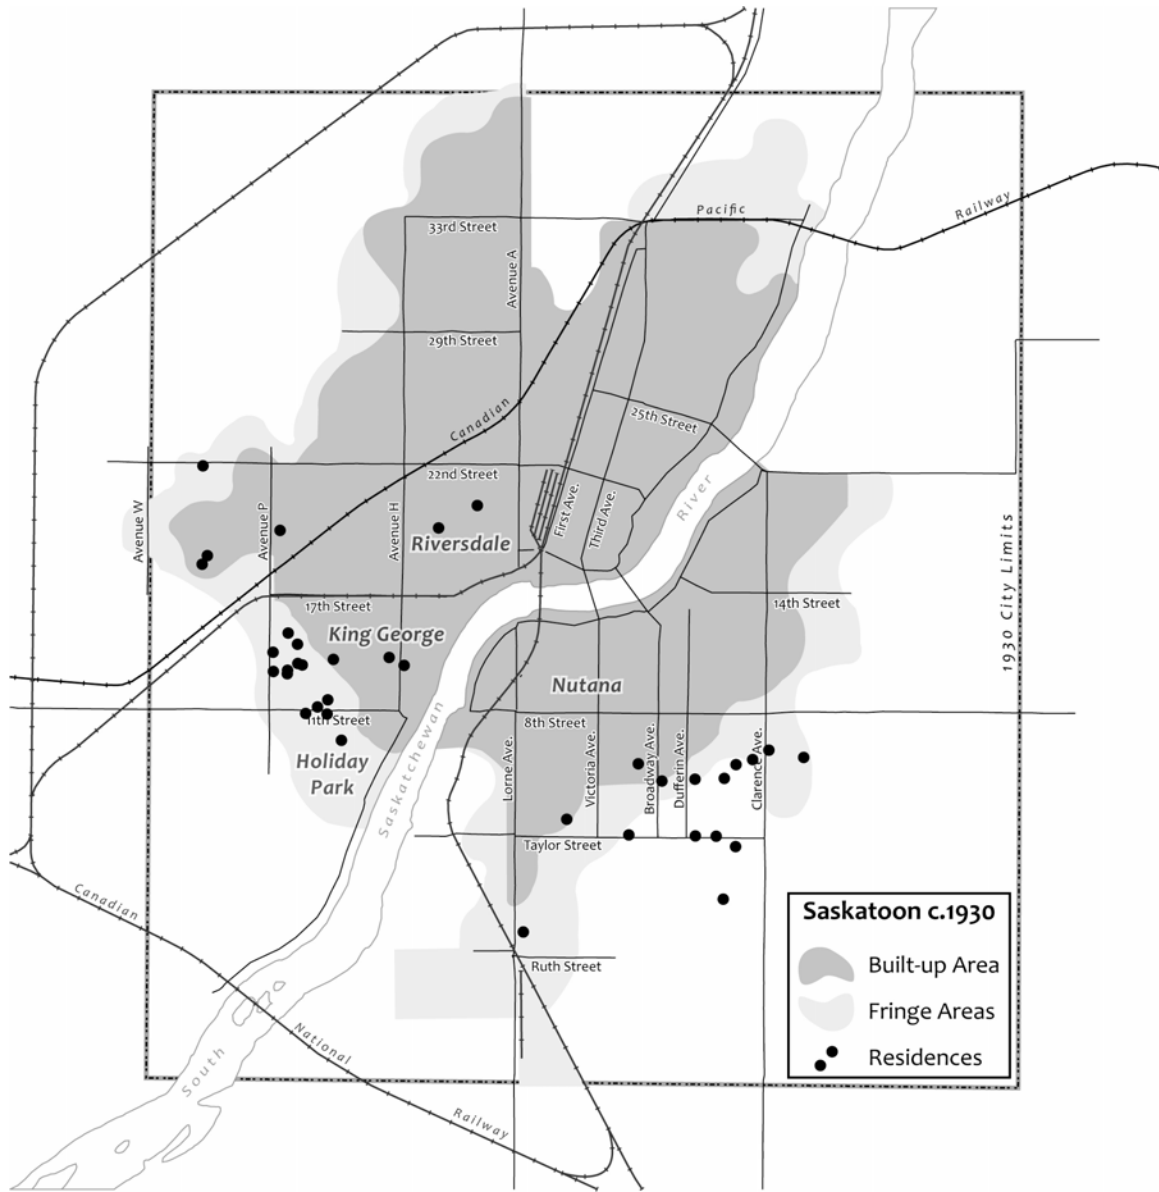 Pacific
Railway
33rd Street
Avenue A
29th Street
Canadian
25th Street
22nd Street
Avenue W
Avenue P
Avenue H
First Ave.
Third Ave.
River
Riversdale
1930 City Limits
17th Street
14th Street
King George
Nutana
11th Street
8th Street
Holiday
Park
Saskatchewan
Lorne Ave.
Victoria Ave.
Broadway Ave.
Dufferin Ave.
Clarence Ave.
Taylor Street
Canadian
Ruth Street
National
South
Railway
Saskatoon c.1930
Built-up Area
Fringe Areas
Residences